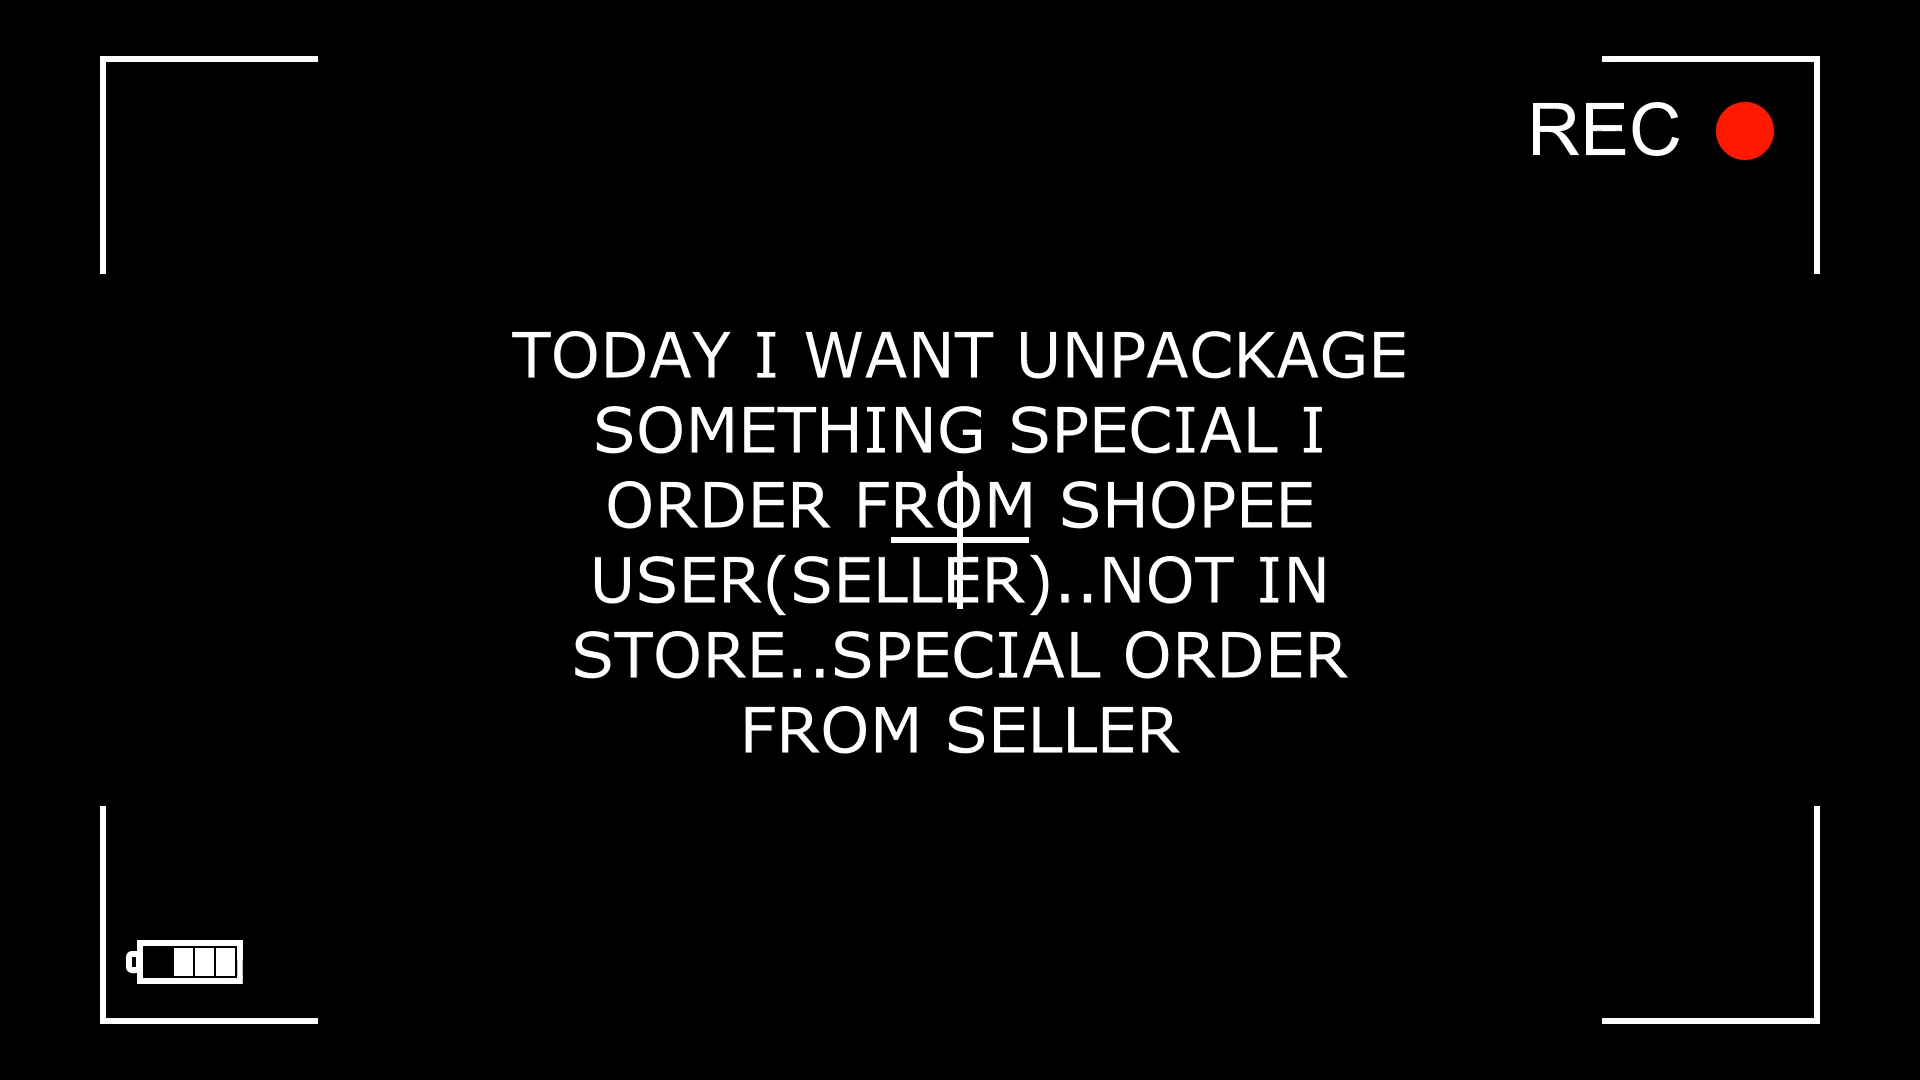 REC
TODAY I WANT UNPACKAGE
SOMETHING SPECIAL I
ORDER FROM SHOPEE
USER(SELLER)..NOT IN
STORE..SPECIAL ORDER
FROM SELLER